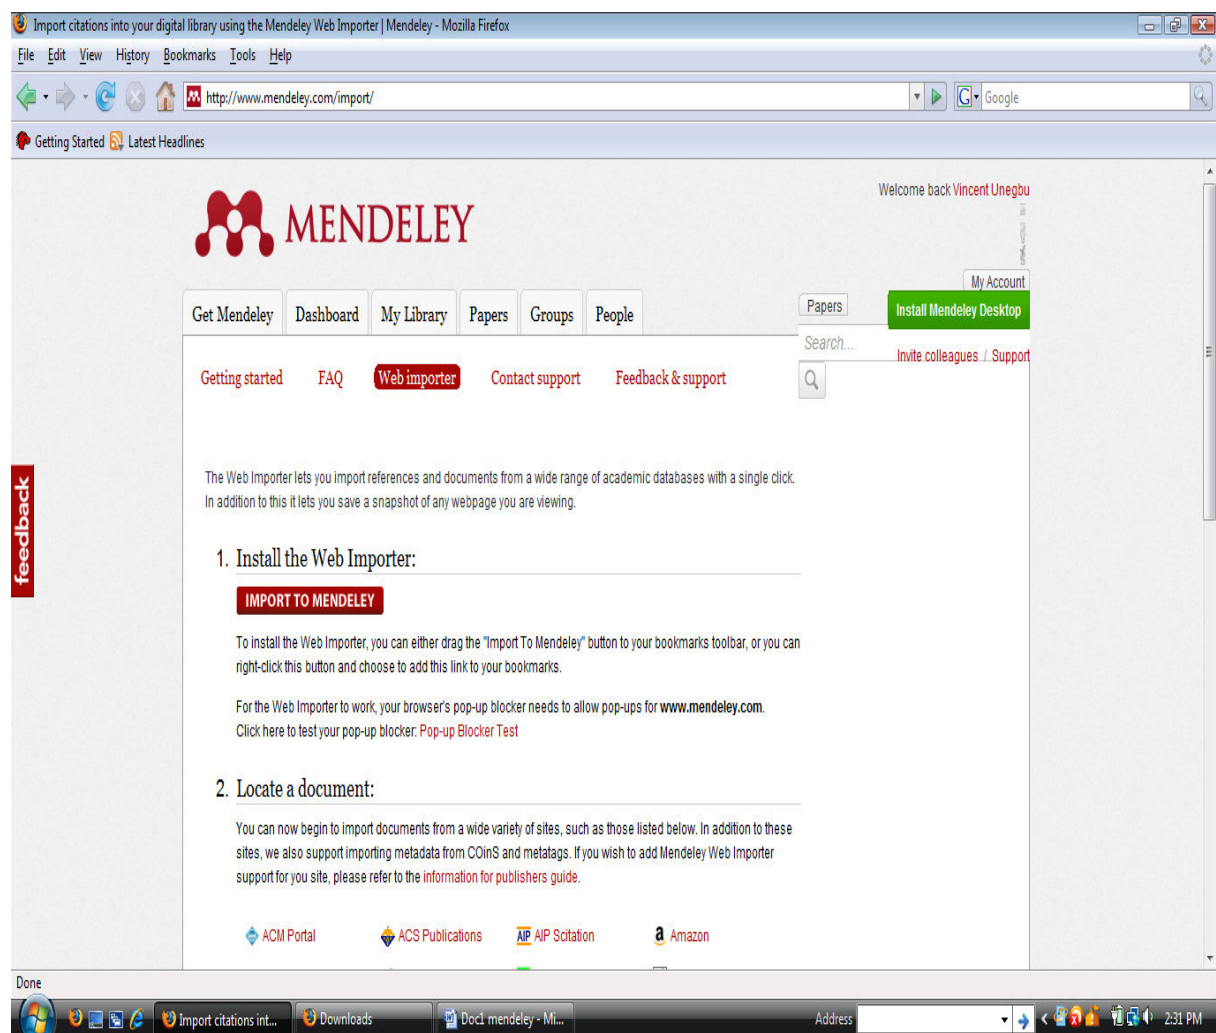 Import citations into your digital library using the Mendeley Web Importer | Mendeley - Mozilla Firefox
File Edit View History Bookmarks Tools Help
http://www.mendeley.com/import/
G Google
Getting Started Latest Headlines
Welcome back Vincent Unegbu
MENDELEY
My Account
Get Mendeley Dashboard My Library Papers Groups People
Papers
Install Mendeley Desktop
Search...
Invite colleagues / Support
Getting started FAQ Web importer Contact support Feedback & support
The Web Importer lets you import references and documents from a wide range of academic databases with a single click.
In addition to this it lets you save a snapshot of any webpage you are viewing.
feedback
1. Install the Web Importer:
IMPORT TO MENDELEY
To install the Web Importer, you can either drag the "Import To Mendeley" button to your bookmarks toolbar, or you can
right-click this button and choose to add this link to your bookmarks.
For the Web Importer to work, your browser's pop-up blocker needs to allow pop-ups for www.mendeley.com.
Click here to test your pop-up blocker: Pop-up Blocker Test
2. Locate a document:
You can now begin to import documents from a wide variety of sites, such as those listed below. In addition to these
sites, we also support importing metadata from COinS and metatags. If you wish to add Mendeley Web Importer
support for you site, please refer to the information for publishers guide.
ACM Portal ACS Publications AIP AIP Scitation a Amazon
Done
Import citations int... Downloads Doc1 mendeley - Mi... Address 2:31 PM